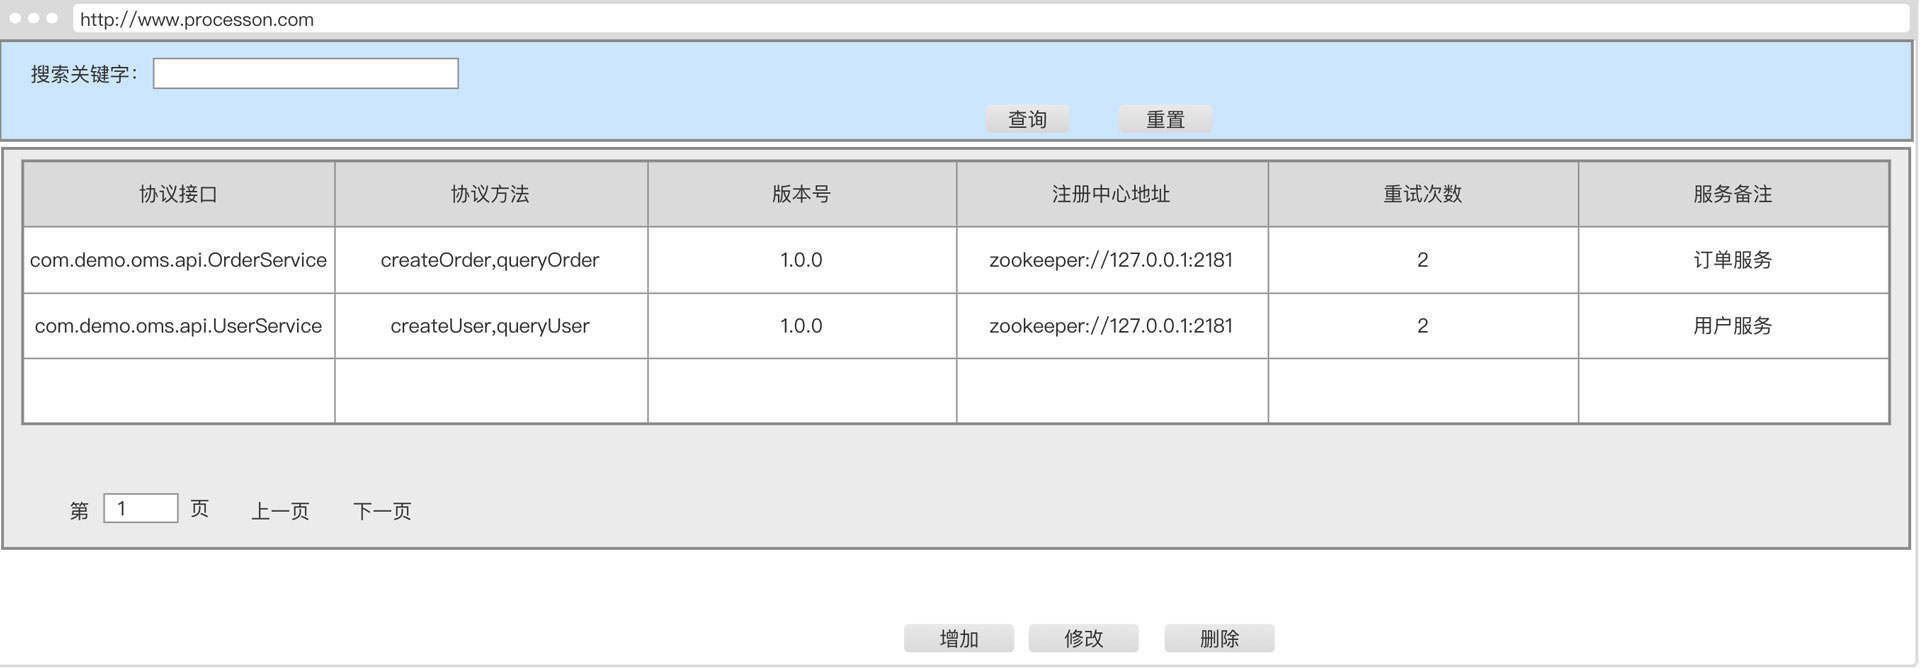 http://www.processon.com
搜索关键字：
查询 重置
协议接口 协议方法 版本号 注册中心地址 重试次数 服务备注
com.demo.oms.api.OrderService createOrder,queryOrder 1.0.0 zookeeper://127.0.0.1:2181 2 订单服务
com.demo.oms.api.UserService createUser,queryUser 1.0.0 zookeeper://127.0.0.1:2181 2 用户服务
第 1 页 上一页 下一页
增加 修改 删除